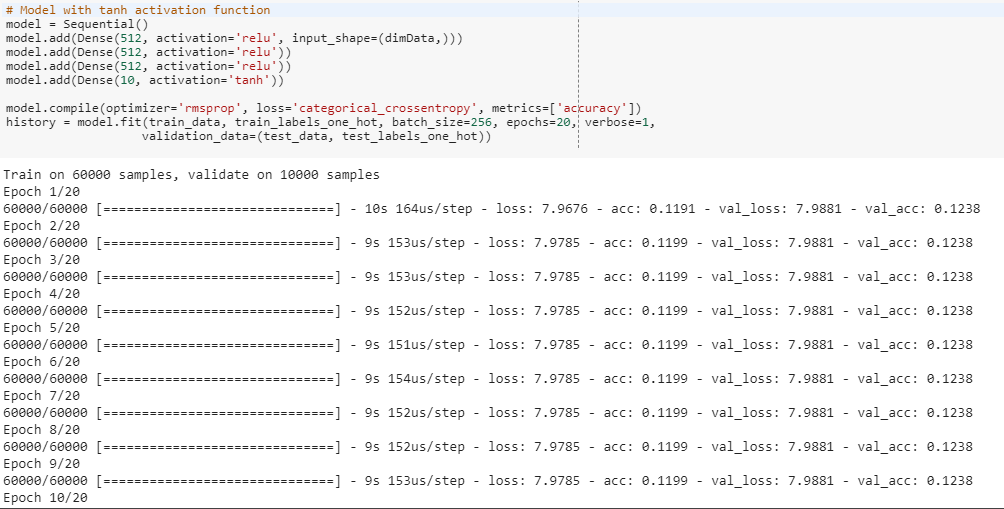 # Model with tanh activation function
model = Sequential()
model.add(Dense(512, activation='relu', input_shape=(dimData,)))
model.add(Dense(512, activation='relu'))
model.add(Dense(512, activation='relu'))
model.add(Dense(10, activation='tanh'))
model.compile(optimizer='rmsprop', loss='categorical_crossentropy', metrics=['accuracy'])
history = model.fit(train_data, train_labels_one_hot, batch_size=256, epochs=20, verbose=1,
validation_data=(test_data, test_labels_one_hot))
Train on 60000 samples, validate on 10000 samples
Epoch 1/20
60000/60000 [==============================] - 10s 164us/step - loss: 7.9676 - acc: 0.1191 - val_loss: 7.9881 - val_acc: 0.1238
Epoch 2/20
60000/60000 [==============================] - 9s 153us/step - loss: 7.9785 - acc: 0.1199 - val_loss: 7.9881 - val_acc: 0.1238
Epoch 3/20
60000/60000 [==============================] - 9s 153us/step - loss: 7.9785 - acc: 0.1199 - val_loss: 7.9881 - val_acc: 0.1238
Epoch 4/20
60000/60000 [==============================] - 9s 152us/step - loss: 7.9785 - acc: 0.1199 - val_loss: 7.9881 - val_acc: 0.1238
Epoch 5/20
60000/60000 [==============================] - 9s 151us/step - loss: 7.9785 - acc: 0.1199 - val_loss: 7.9881 - val_acc: 0.1238
Epoch 6/20
60000/60000 [==============================] - 9s 154us/step - loss: 7.9785 - acc: 0.1199 - val_loss: 7.9881 - val_acc: 0.1238
Epoch 7/20
60000/60000 [==============================] - 9s 152us/step - loss: 7.9785 - acc: 0.1199 - val_loss: 7.9881 - val_acc: 0.1238
Epoch 8/20
60000/60000 [==============================] - 9s 152us/step - loss: 7.9785 - acc: 0.1199 - val_loss: 7.9881 - val_acc: 0.1238
Epoch 9/20
60000/60000 [==============================] - 9s 153us/step - loss: 7.9785 - acc: 0.1199 - val_loss: 7.9881 - val_acc: 0.1238
Epoch 10/20